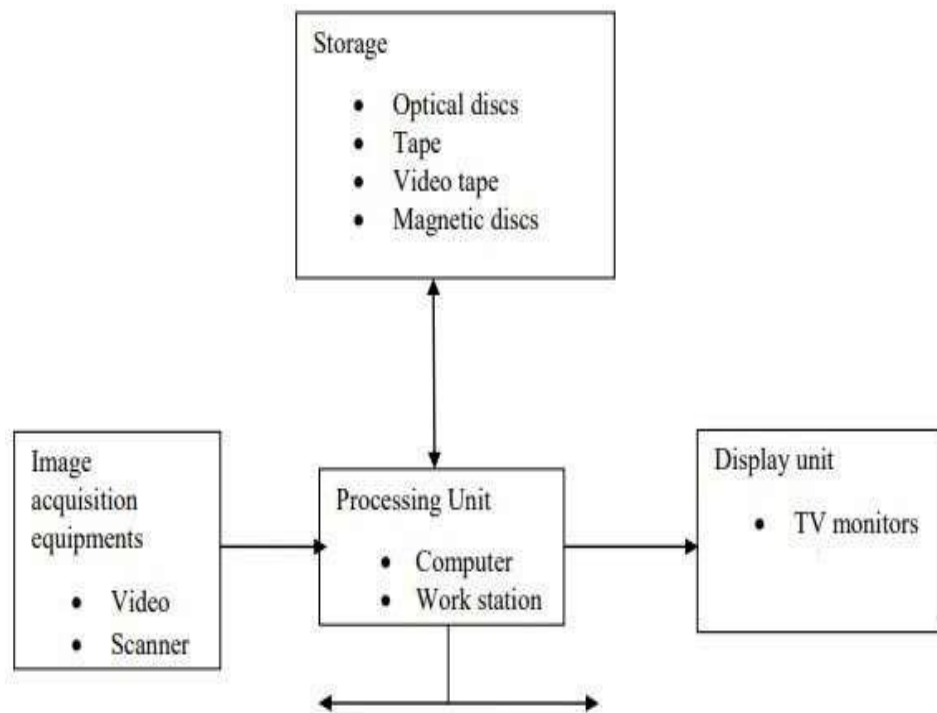 Storage
• Optical discs
• Tape
• Video tape
• Magnetic discs
Image
acquisition
equipments
• Video
• Scanner
Processing Unit
• Computer
• Work station
Display unit
• TV monitors